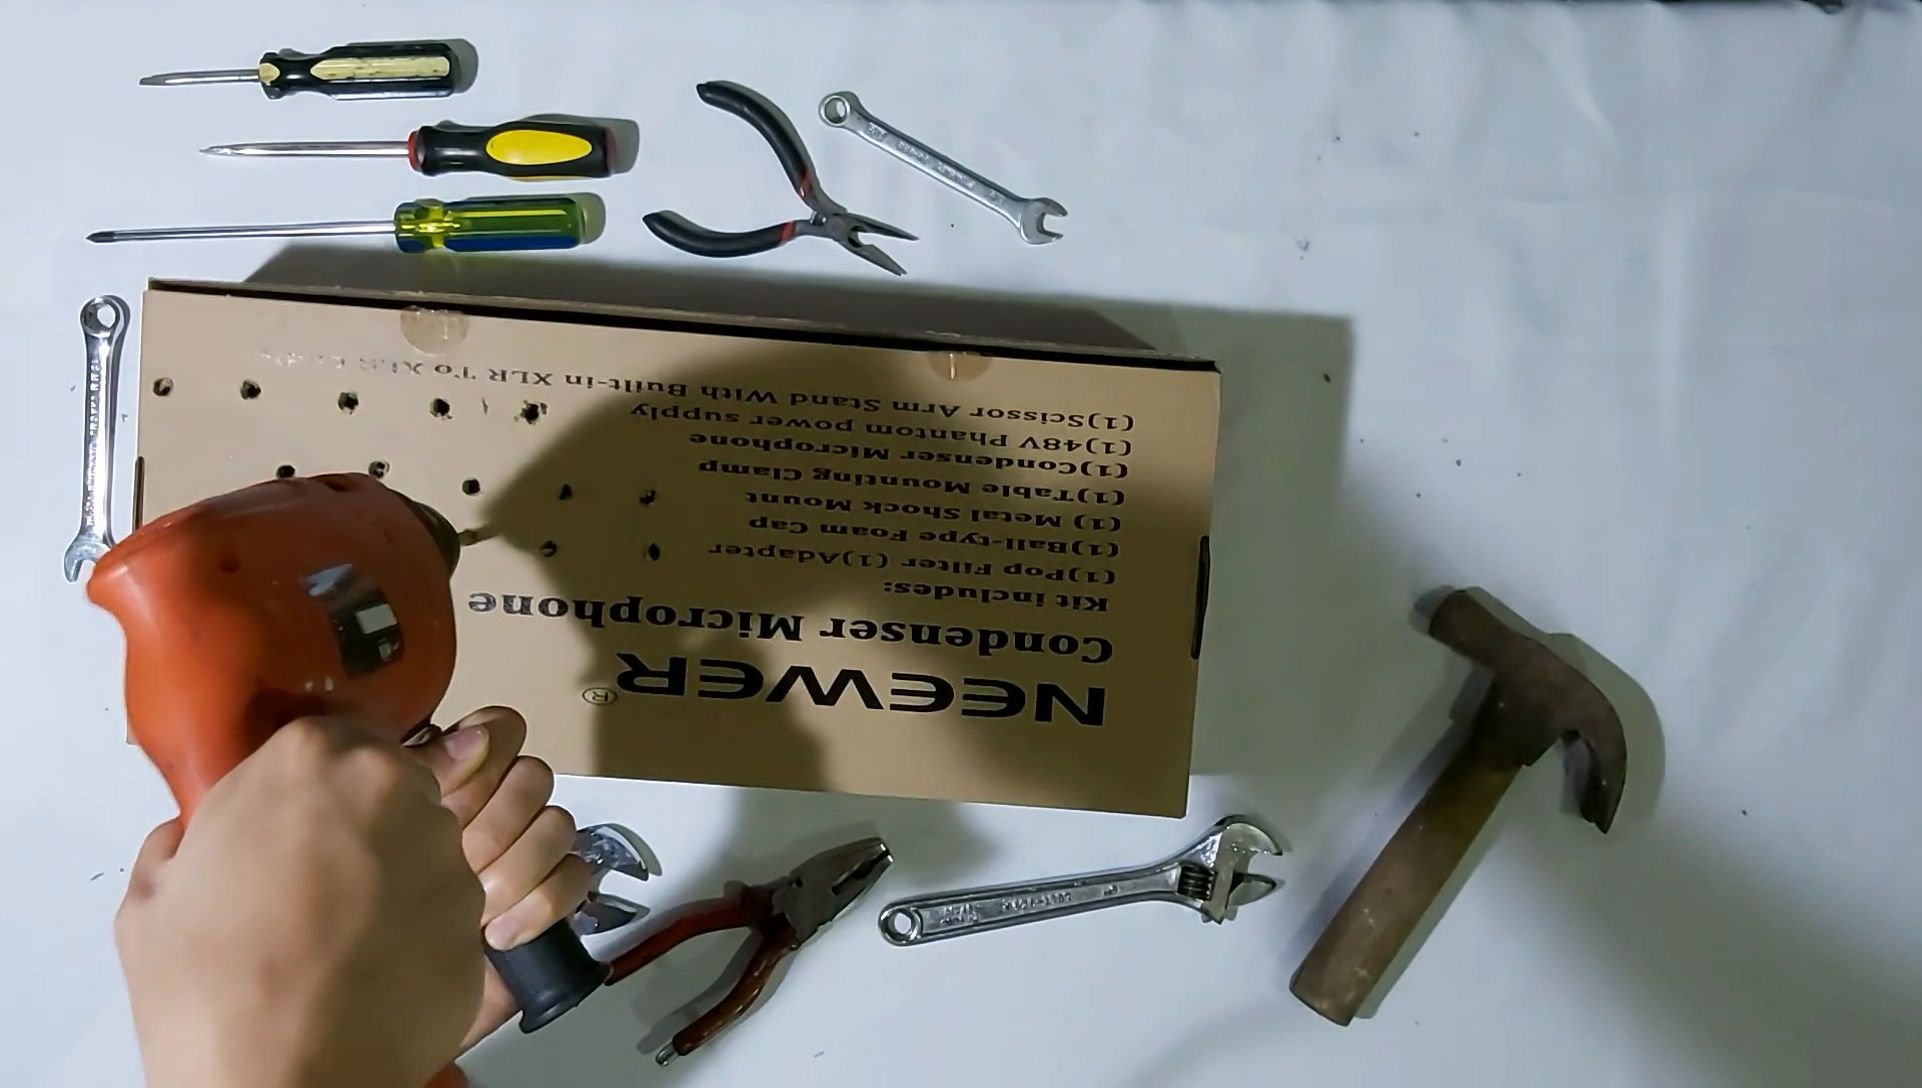 NEEWER®
Condenser Microphone
Kit includes:
(1)Pop Filter (1)Adapter
(1)Ball-type Foam Cap
(1) Metal Shock Mount
(1)Table Mounting Clamp
(1)Condenser Microphone
(1)48V Phantom power supply
(1)Scissor Arm Stand With Built-in XLR To XLR